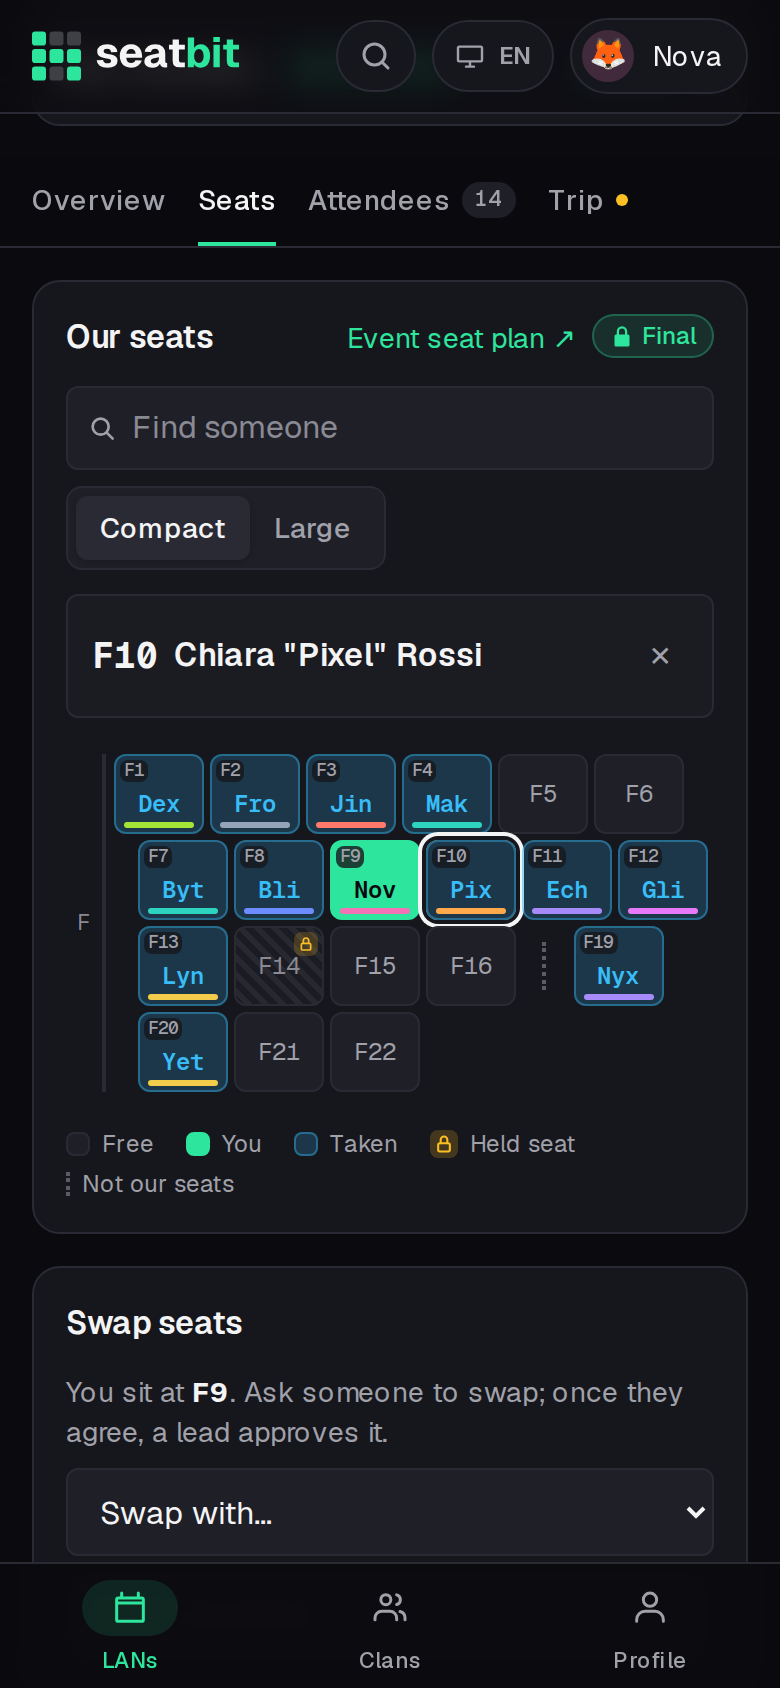 seatbit EN Nova
Overview Seats Attendees 14 Trip
Our seats Event seat plan ↗ Final
Find someone
Compact Large
F10 Chiara "Pixel" Rossi ×
F1 F2 F3 F4
Dex Fro Jin Mak F5 F6
F7 F8 F9 F10 F11 F12
Byt Bli Nov Pix Ech Gli
F
F13 F19
Lyn F14 F15 F16 Nyx
F20
Yet F21 F22
Free You Taken Held seat
Not our seats
Swap seats
You sit at F9. Ask someone to swap; once they
agree, a lead approves it.
Swap with...
LANs Clans Profile